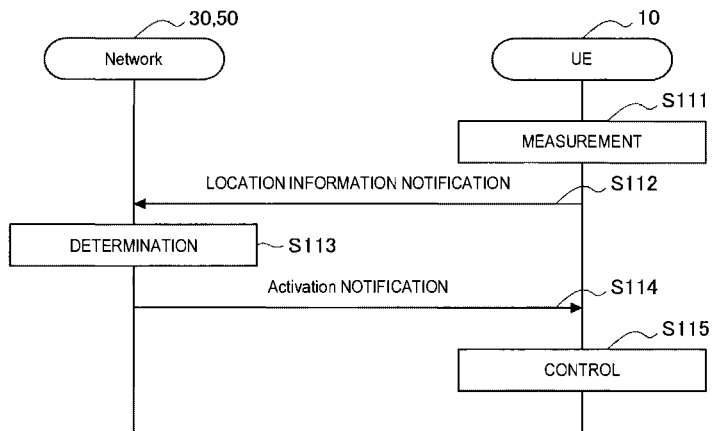 30,50
10
Network
UE
S111
MEASUREMENT
LOCATION INFORMATION NOTIFICATION
S112
DETERMINATION
S113
Activation NOTIFICATION
S114
S115
CONTROL